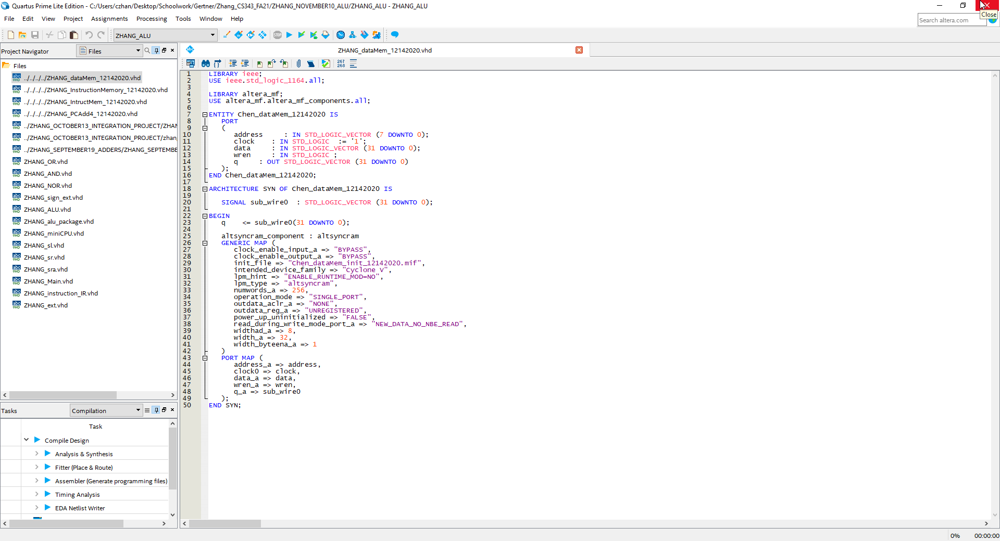 Quartus Prime Lite Edition - C:/Users/czhan/Desktop/Schoolwork/Gertner/Zhang_CS343_FA21/ZHANG_NOVEMBER10_ALU/ZHANG_ALU - ZHANG_ALU
Close
File Edit View Project Assignments Processing Tools Window Help
Search altera.com
STOP
ZHANG_ALU
Project Navigator
Files
ZHANG_dataMem_12142020.vhd
267
268
Files
../../../../ZHANG_dataMem_12142020.vhd
../../../../ZHANG_InstructionMemory_12142020.vhd
../../../../ZHANG_IntructMem_12142020.vhd
../../../../ZHANG_PCAdd4_12142020.vhd
../ZHANG_OCTOBER13_INTEGRATION_PROJECT/ZHAN
../ZHANG_OCTOBER13_INTEGRATION_PROJECT/zhang
../ZHANG_SEPTEMBER19_ADDERS/ZHANG_SEPTEMBE
ZHANG_OR.vhd
ZHANG_AND.vhd
ZHANG_NOR.vhd
ZHANG_sign_ext.vhd
ZHANG_ALU.vhd
ZHANG_alu_package.vhd
ZHANG_miniCPU.vhd
ZHANG_sl.vhd
ZHANG_sr.vhd
ZHANG_sra.vhd
ZHANG_Main.vhd
ZHANG_instruction_IR.vhd
ZHANG_ext.vhd
Tasks
Compilation
Task
Compile Design
Analysis & Synthesis
Fitter (Place & Route)
Assembler (Generate programming files)
Timing Analysis
EDA Netlist Writer
1 LIBRARY ieee;
2 USE ieee.std_logic_1164.all;
3
4 LIBRARY altera_mf;
5 USE altera_mf.altera_mf_components.all;
6
7 ENTITY Chen_dataMem_12142020 IS
8 PORT
9 (
10 address : IN STD_LOGIC_VECTOR (7 DOWNTO 0);
11 clock : IN STD_LOGIC := '1';
12 data : IN STD_LOGIC_VECTOR (31 DOWNTO 0);
13 wren : IN STD_LOGIC ;
14 q : OUT STD_LOGIC_VECTOR (31 DOWNTO 0)
15 );
16 END Chen_dataMem_12142020;
17
18 ARCHITECTURE SYN OF Chen_dataMem_12142020 IS
19
20 SIGNAL sub_wire0 : STD_LOGIC_VECTOR (31 DOWNTO 0);
21
22 BEGIN
23 q <= sub_wire0(31 DOWNTO 0);
24
25 altsyncram_component : altsyncram
26 GENERIC MAP (
27 clock_enable_input_a => "BYPASS",
28 clock_enable_output_a => "BYPASS",
29 init_file => "Chen_dataMem_init_12142020.mif",
30 intended_device_family => "Cyclone V",
31 lpm_hint => "ENABLE_RUNTIME_MOD=NO",
32 lpm_type => "altsyncram",
33 numwords_a => 256,
34 operation_mode => "SINGLE_PORT",
35 outdata_aclr_a => "NONE",
36 outdata_reg_a => "UNREGISTERED",
37 power_up_uninitialized => "FALSE",
38 read_during_write_mode_port_a => "NEW_DATA_NO_NBE_READ",
39 widthad_a => 8,
40 width_a => 32,
41 width_byteena_a => 1
42 )
43 PORT MAP (
44 address_a => address,
45 clock0 => clock,
46 data_a => data,
47 wren_a => wren,
48 q_a => sub_wire0
49 );
50 END SYN;
0% 00:00:00